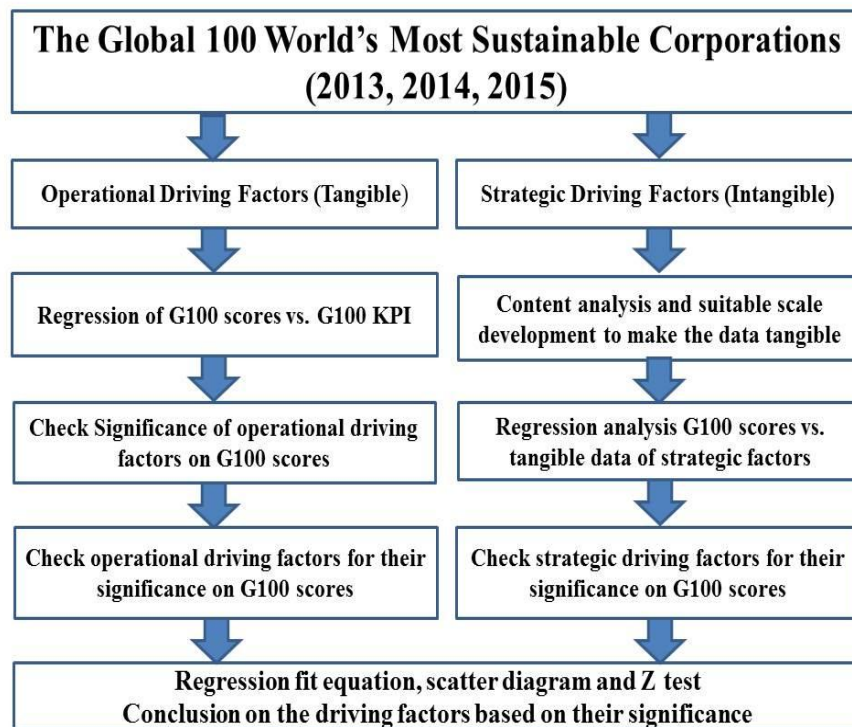 The Global 100 World's Most Sustainable Corporations
(2013, 2014, 2015)
Operational Driving Factors (Tangible)
Strategic Driving Factors (Intangible)
Regression of G100 scores vs. G100 KPI
Content analysis and suitable scale
development to make the data tangible
Check Significance of operational driving
factors on G100 scores
Regression analysis G100 scores vs.
tangible data of strategic factors
Check operational driving factors for their
significance on G100 scores
Check strategic driving factors for their
significance on G100 scores
Regression fit equation, scatter diagram and Z test
Conclusion on the driving factors based on their significance